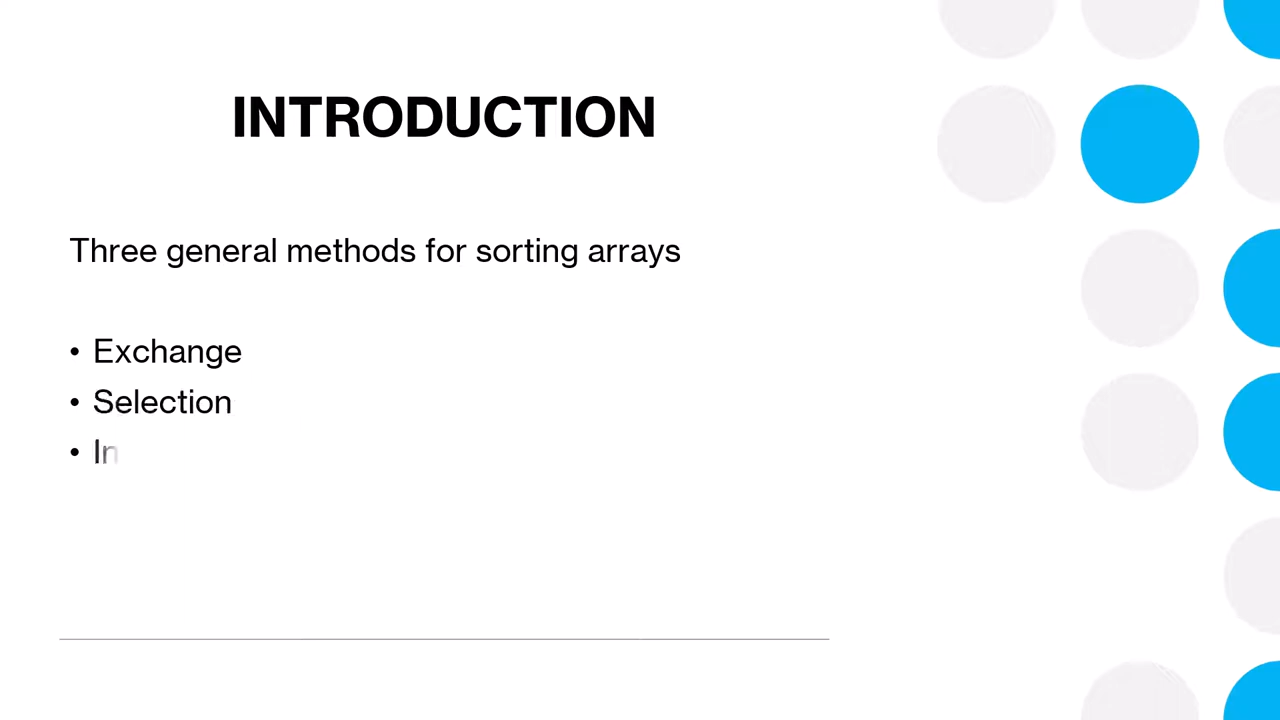 INTRODUCTION
Three general methods for sorting arrays
• Exchange
• Selection
• In